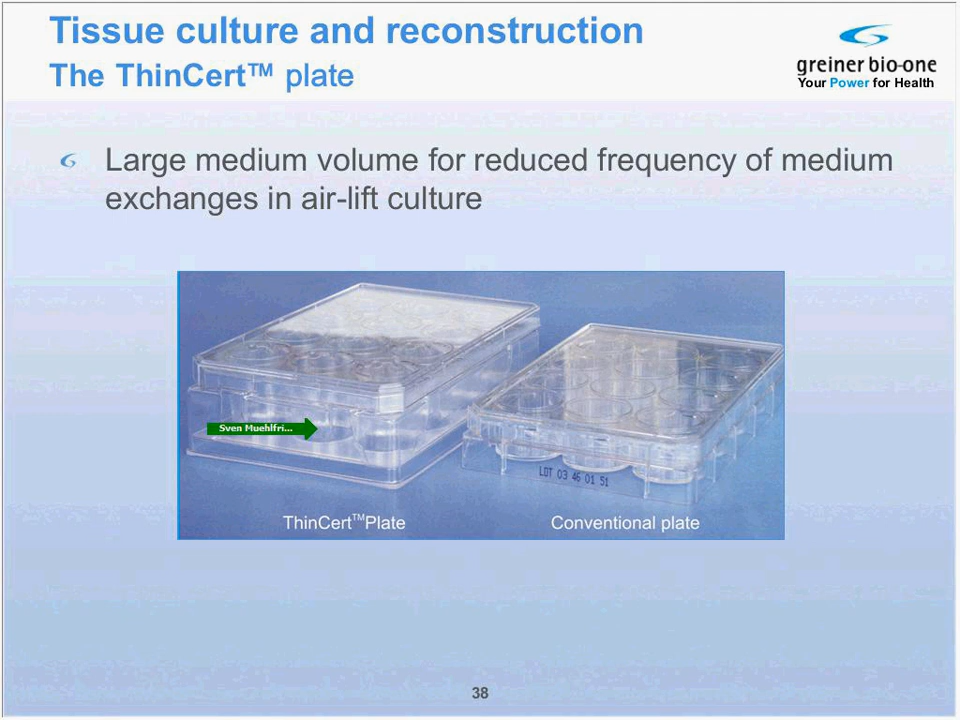 Tissue culture and reconstruction
The ThinCert™ plate
greiner bio-one
Your Power for Health
Large medium volume for reduced frequency of medium
exchanges in air-lift culture
Sven Muehlfri...
LOT 03 46 01 51
ThinCert™Plate
Conventional plate
38